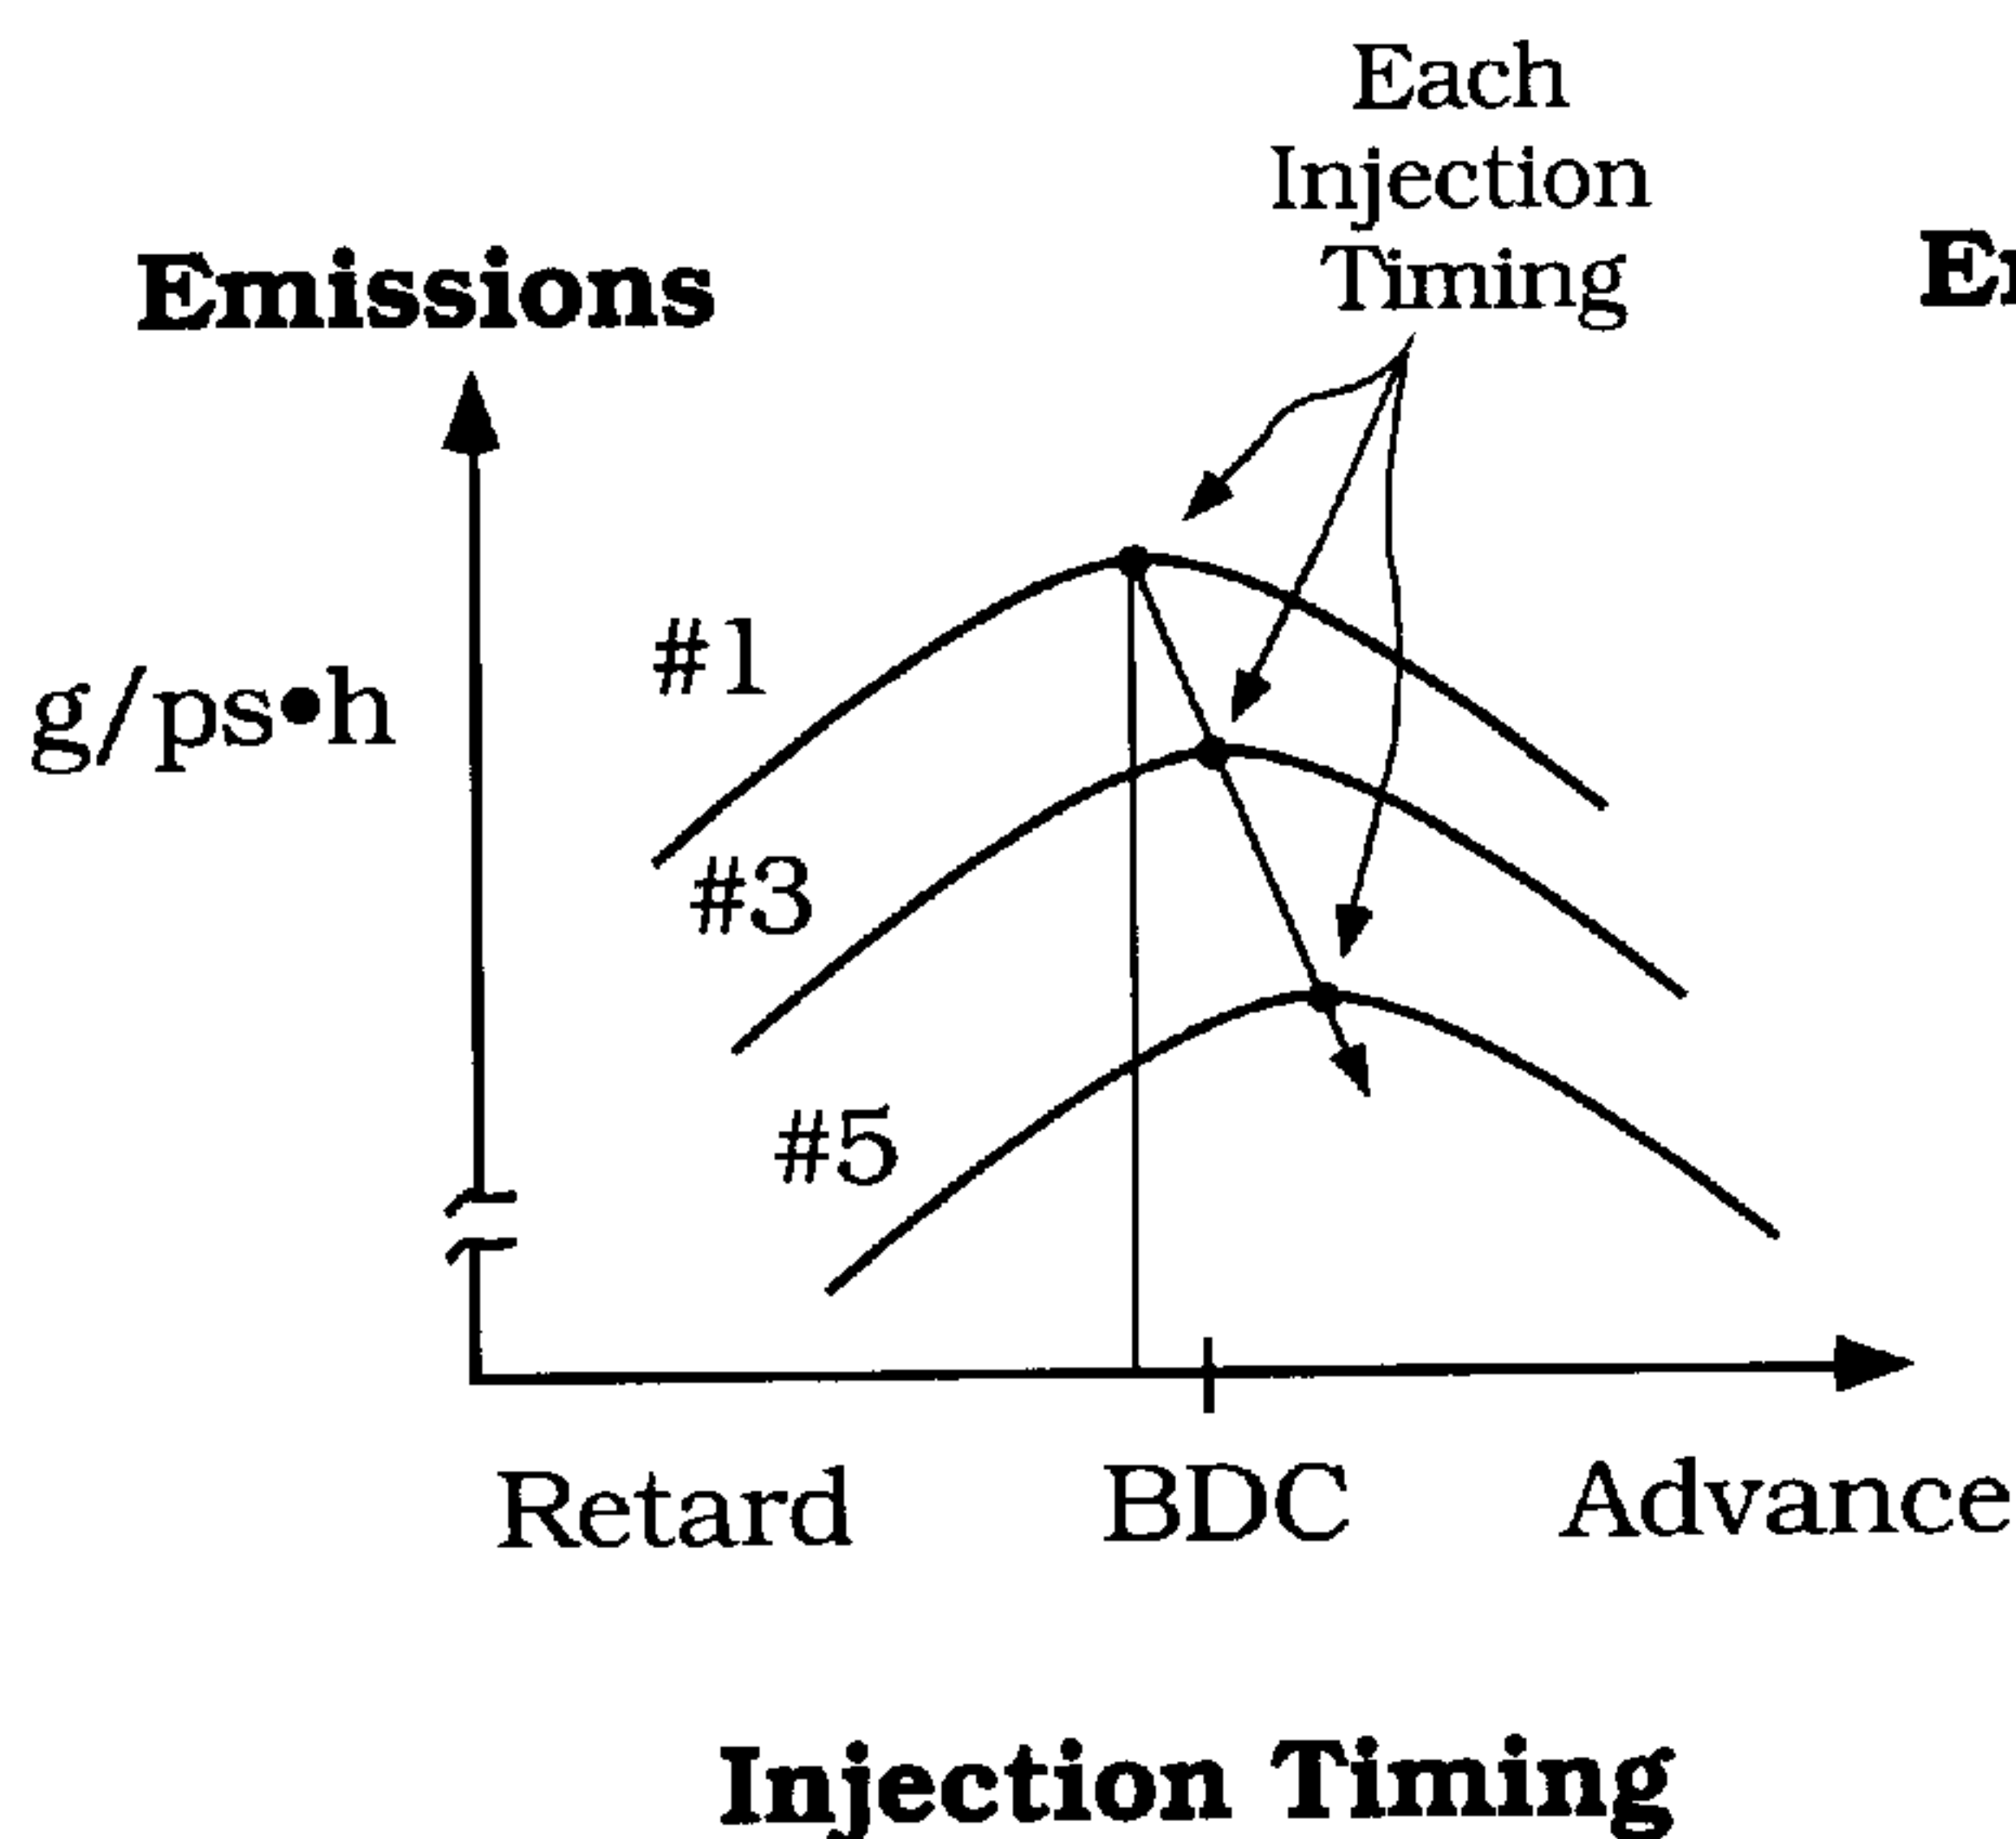 Each
Injection
Timing
Emissions
g/ps•h
#1
#3
#5
Retard BDC Advance
Injection Timing